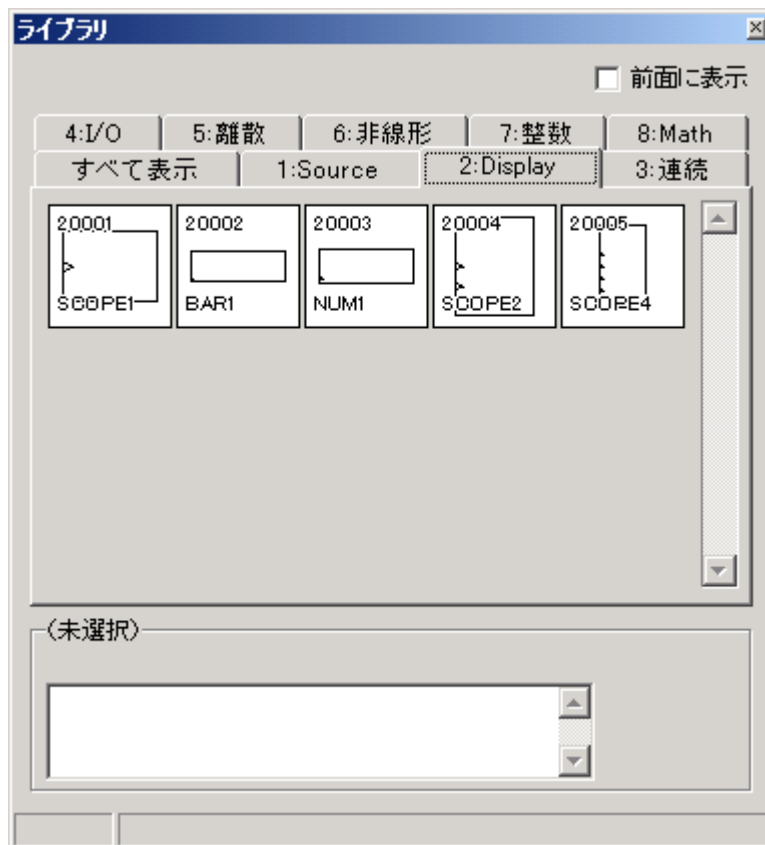 ライブラリ
前面に表示
4:I/O 5:離散 6:非線形 7:整数 8:Math
すべて表示 1:Source 2:Display 3:連続
20001 20002 20003 20004 20005
SCOPE1 BAR1 NUM1 SCOPE2 SCOPE4
(未選択)